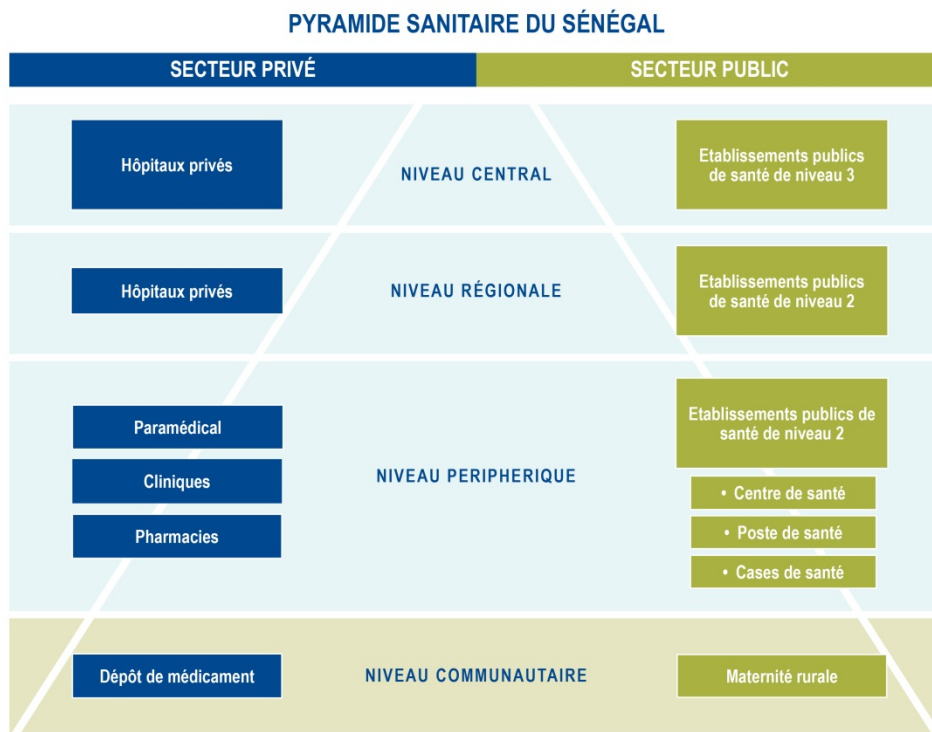 PYRAMIDE SANITAIRE DU SÉNÉGAL
SECTEUR PRIVÉ
SECTEUR PUBLIC
Hôpitaux privés
NIVEAU CENTRAL
Etablissements publics
de santé de niveau 3
Hôpitaux privés
NIVEAU RÉGIONALE
Etablissements publics
de santé de niveau 2
Paramédical
Cliniques
Pharmacies
NIVEAU PERIPHERIQUE
Etablissements publics de
santé de niveau 2
• Centre de santé
• Poste de santé
• Cases de santé
Dépôt de médicament
NIVEAU COMMUNAUTAIRE
Maternité rurale